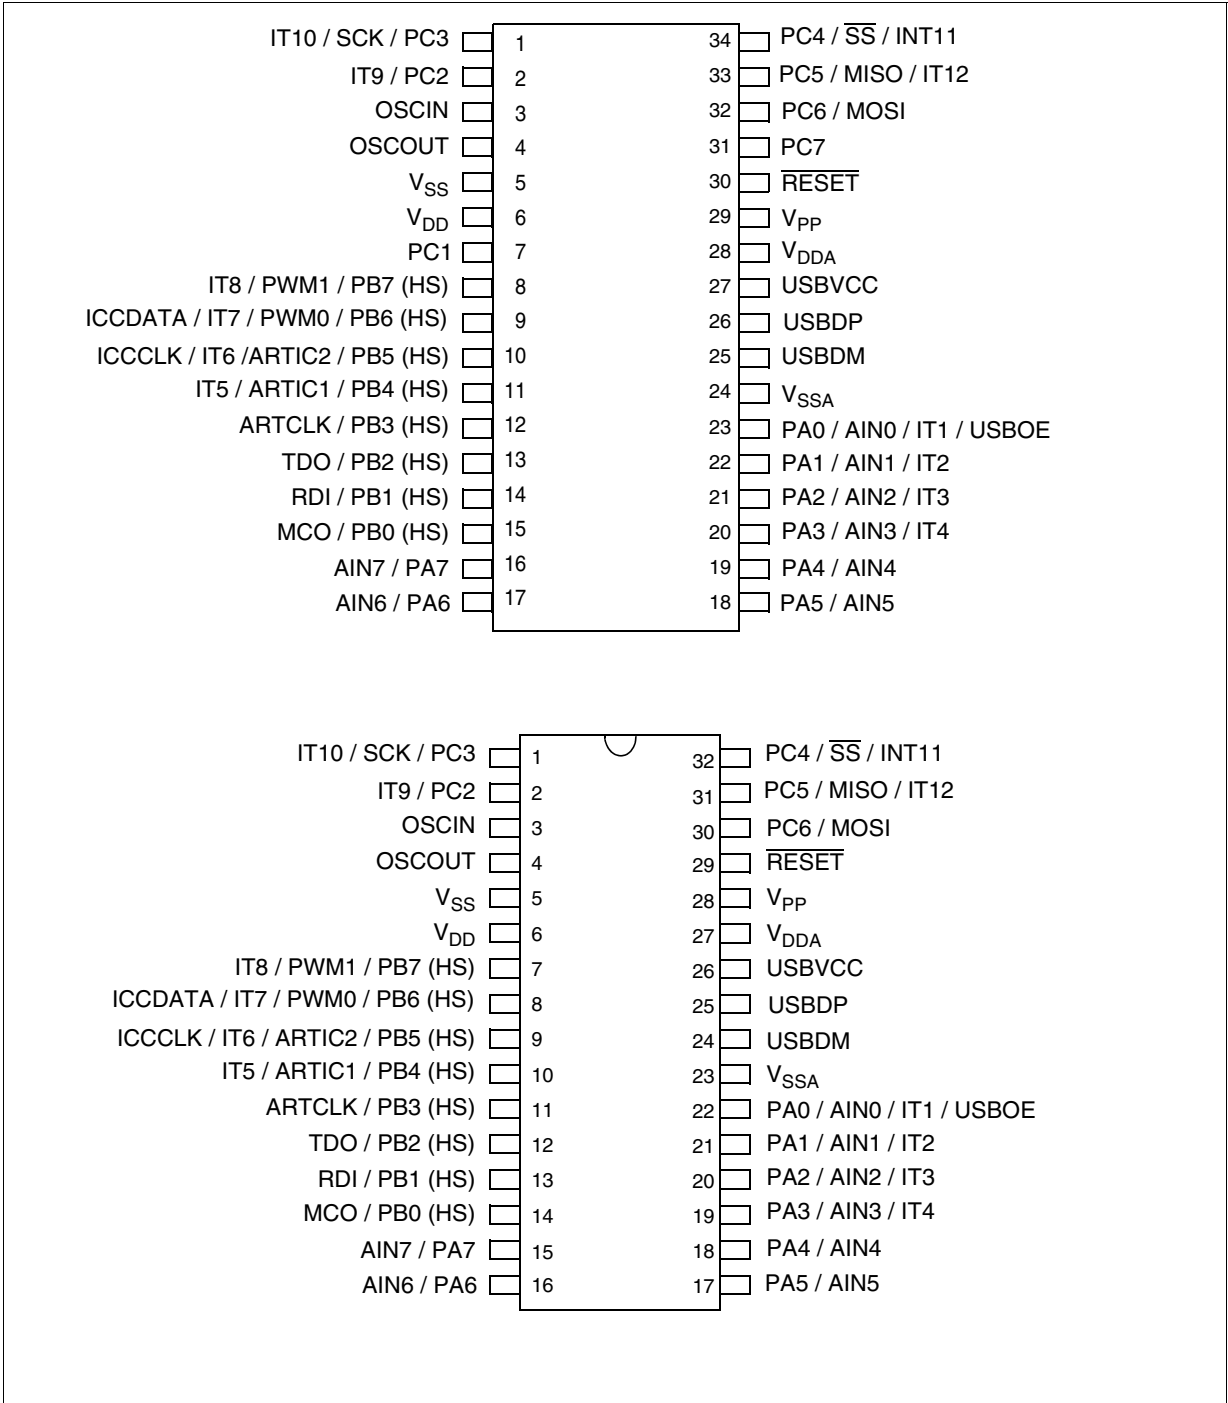 IT10 / SCK / PC3 1 34 PC4 / S̅S̅ / INT11
IT9 / PC2 2 33 PC5 / MISO / IT12
OSCIN 3 32 PC6 / MOSI
OSCOUT 4 31 PC7
VSS 5 30 R̅E̅S̅E̅T̅
VDD 6 29 VPP
PC1 7 28 VDDA
IT8 / PWM1 / PB7 (HS) 8 27 USBVCC
ICCDATA / IT7 / PWM0 / PB6 (HS) 9 26 USBDP
ICCCLK / IT6 /ARTIC2 / PB5 (HS) 10 25 USBDM
IT5 / ARTIC1 / PB4 (HS) 11 24 VSSA
ARTCLK / PB3 (HS) 12 23 PA0 / AIN0 / IT1 / USBOE
TDO / PB2 (HS) 13 22 PA1 / AIN1 / IT2
RDI / PB1 (HS) 14 21 PA2 / AIN2 / IT3
MCO / PB0 (HS) 15 20 PA3 / AIN3 / IT4
AIN7 / PA7 16 19 PA4 / AIN4
AIN6 / PA6 17 18 PA5 / AIN5
IT10 / SCK / PC3 1 32 PC4 / S̅S̅ / INT11
IT9 / PC2 2 31 PC5 / MISO / IT12
OSCIN 3 30 PC6 / MOSI
OSCOUT 4 29 R̅E̅S̅E̅T̅
VSS 5 28 VPP
VDD 6 27 VDDA
IT8 / PWM1 / PB7 (HS) 7 26 USBVCC
ICCDATA / IT7 / PWM0 / PB6 (HS) 8 25 USBDP
ICCCLK / IT6 / ARTIC2 / PB5 (HS) 9 24 USBDM
IT5 / ARTIC1 / PB4 (HS) 10 23 VSSA
ARTCLK / PB3 (HS) 11 22 PA0 / AIN0 / IT1 / USBOE
TDO / PB2 (HS) 12 21 PA1 / AIN1 / IT2
RDI / PB1 (HS) 13 20 PA2 / AIN2 / IT3
MCO / PB0 (HS) 14 19 PA3 / AIN3 / IT4
AIN7 / PA7 15 18 PA4 / AIN4
AIN6 / PA6 16 17 PA5 / AIN5